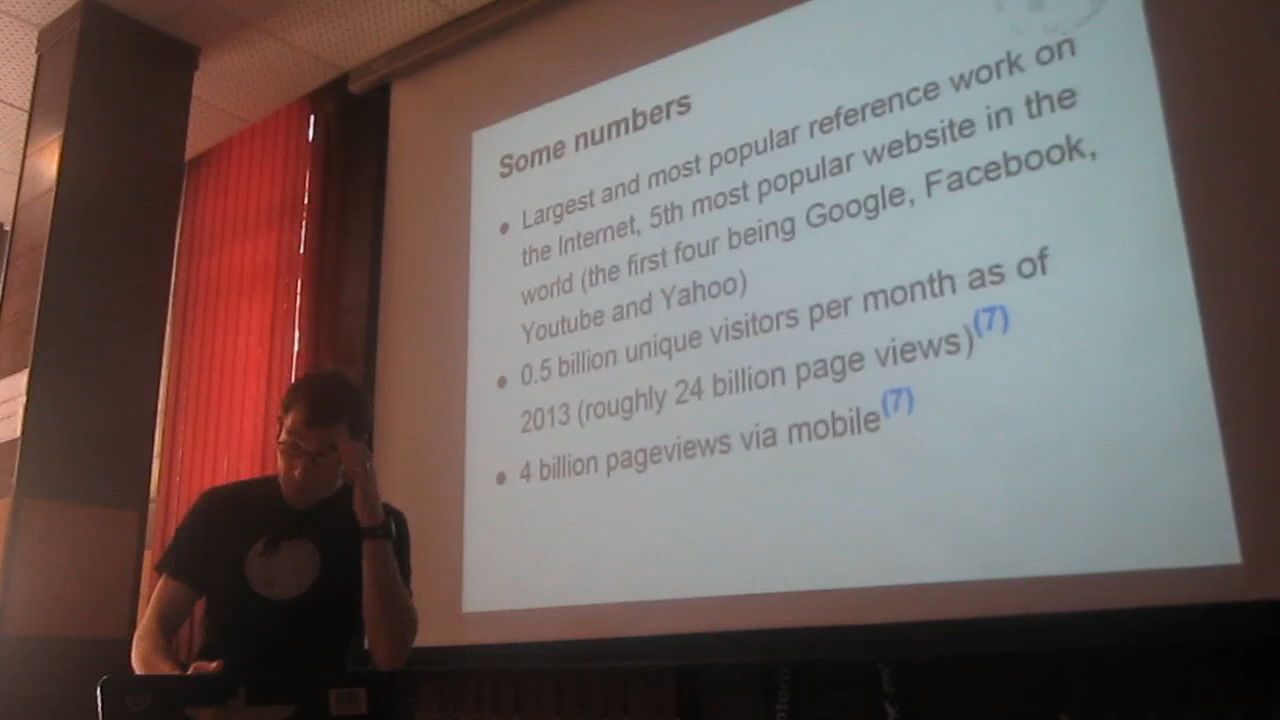 Some numbers
• Largest and most popular reference work on
the Internet, 5th most popular website in the
world (the first four being Google, Facebook,
Youtube and Yahoo)
• 0.5 billion unique visitors per month as of
2013 (roughly 24 billion page views)(7)
• 4 billion pageviews via mobile(7)